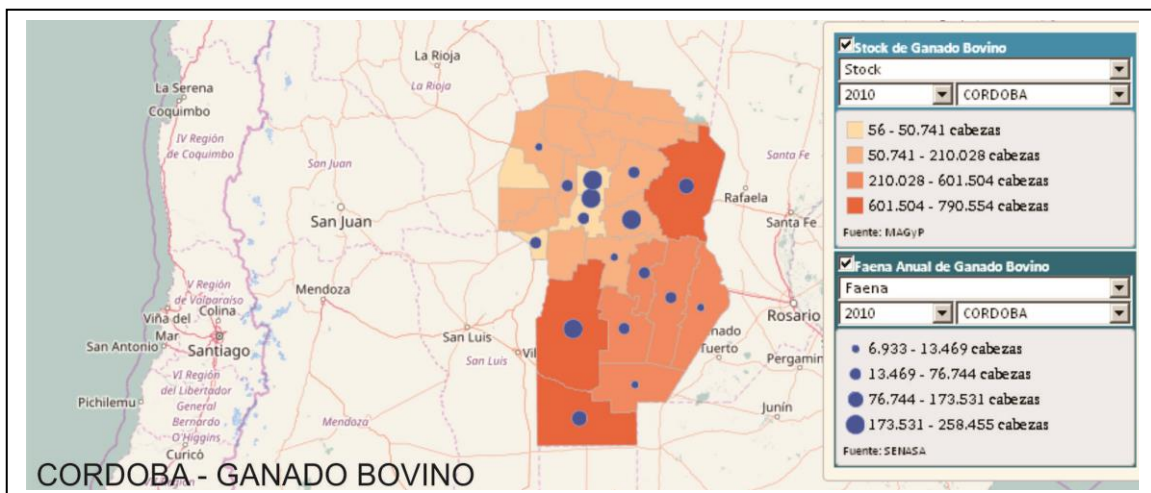 La Rioja
La Rioja
La Serena
Coquimbo
IV Región
de Coquimbo
San Juan
Santa Fe
Rafaela
San Juan
Santa Fe
V Región
de Valparaíso
Mendoza
Viña del
Mar
Colina
Rosario
San Luis
San Antonio
Santiago
San Luis
Vil
nado
Tuerto
Pergamin
VI Región
del Libertador
General
Bernardo
O'Higgins
Pichilemu
Mendoza
Junín
Curicó
CORDOBA - GANADO BOVINO
Stock de Ganado Bovino
Stock
2010 CORDOBA
56 - 50.741 cabezas
50.741 - 210.028 cabezas
210.028 - 601.504 cabezas
601.504 - 790.554 cabezas
Fuente: MAGyP
Faena Anual de Ganado Bovino
Faena
2010 CORDOBA
6.933 - 13.469 cabezas
13.469 - 76.744 cabezas
76.744 - 173.531 cabezas
173.531 - 258.455 cabezas
Fuente: SENASA